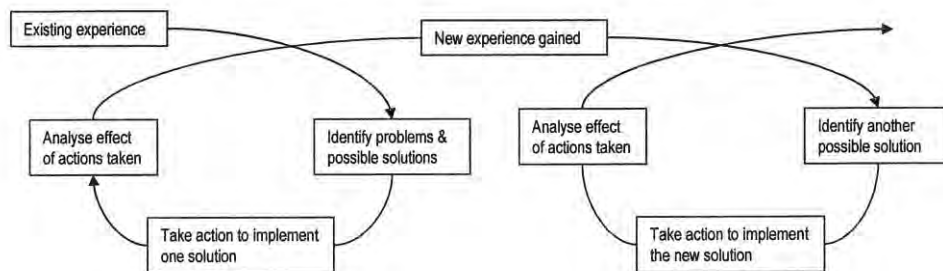 Existing experience
New experience gained
Analyse effect
of actions taken
Identify problems &
possible solutions
Take action to implement
one solution
Analyse effect
of actions taken
Identify another
possible solution
Take action to implement
the new solution